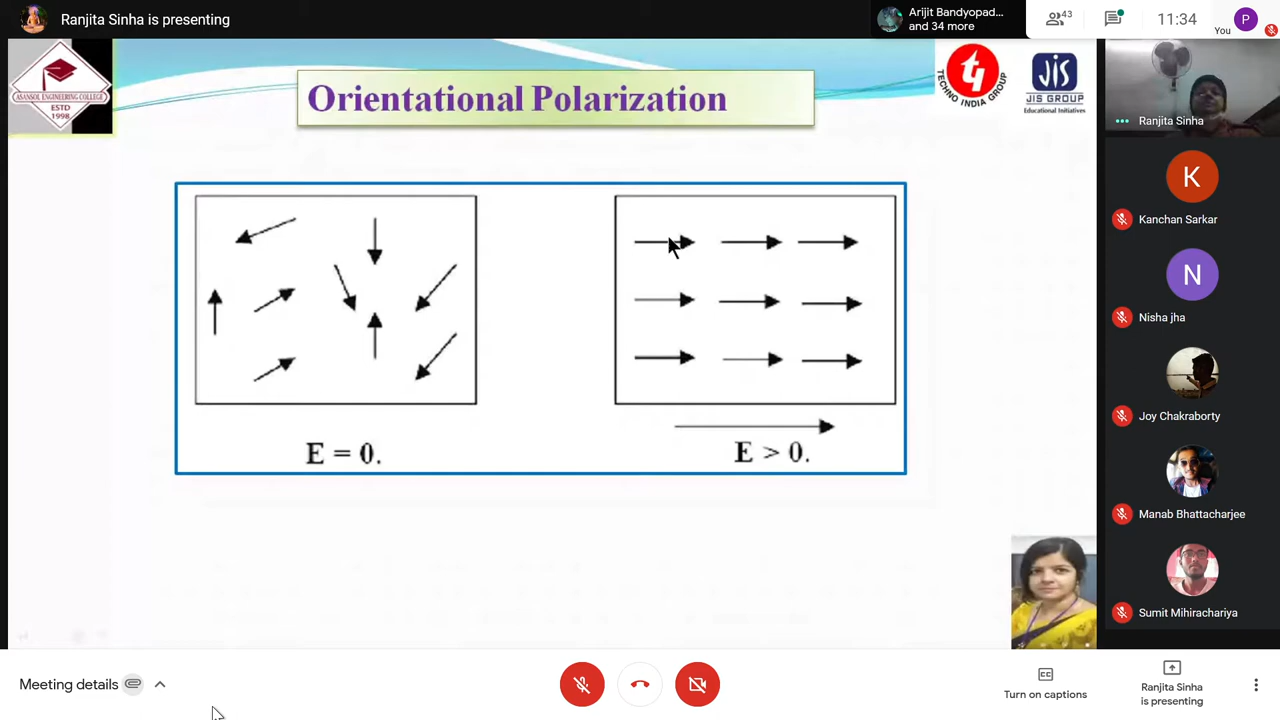 Ranjita Sinha is presenting
Arijit Bandyopad...
and 34 more
43
11:34
You
P
ASANSOL ENGINEERING COLLEGE
ESTD
1998
Orientational Polarization
TECHNO INDIA GROUP
JIS
JIS GROUP
Educational Initiatives
Ranjita Sinha
K
Kanchan Sarkar
N
Nisha jha
Joy Chakraborty
Manab Bhattacharjee
Sumit Mihirachariya
E = 0.
E > 0.
Meeting details
CC
Turn on captions
Ranjita Sinha
is presenting